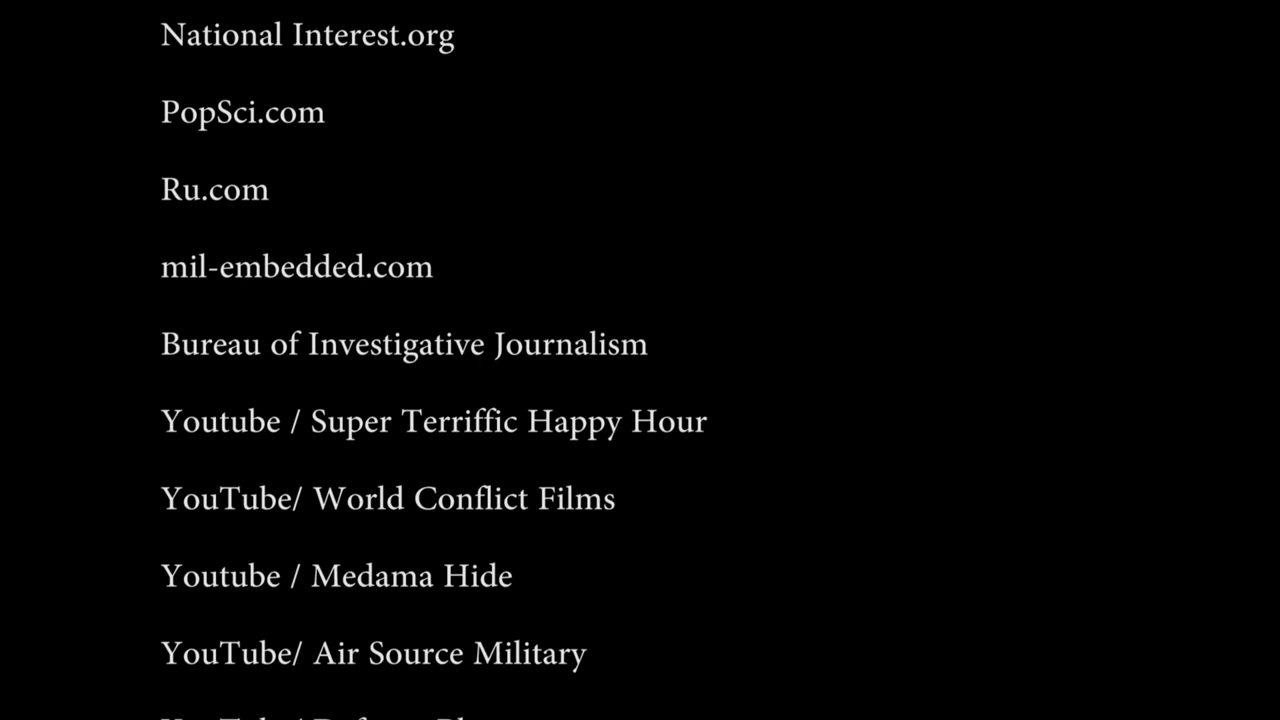 National Interest.org
PopSci.com
Ru.com
mil-embedded.com
Bureau of Investigative Journalism
Youtube / Super Terriffic Happy Hour
YouTube/ World Conflict Films
Youtube / Medama Hide
YouTube/ Air Source Military